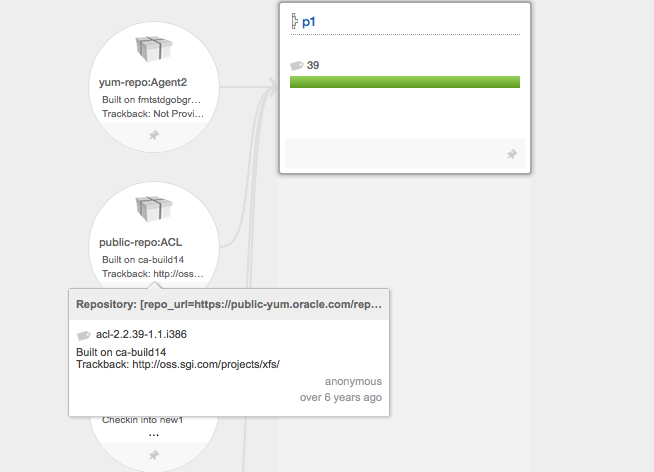 p1
39
yum-repo:Agent2
Built on fmtstdgobgr…
Trackback: Not Provi…
public-repo:ACL
Built on ca-build14
Trackback: http://oss…
Repository: [repo_url=https://public-yum.oracle.com/rep…
acl-2.2.39-1.1.i386
Built on ca-build14
Trackback: http://oss.sgi.com/projects/xfs/
anonymous
over 6 years ago
Checkin into new1
...